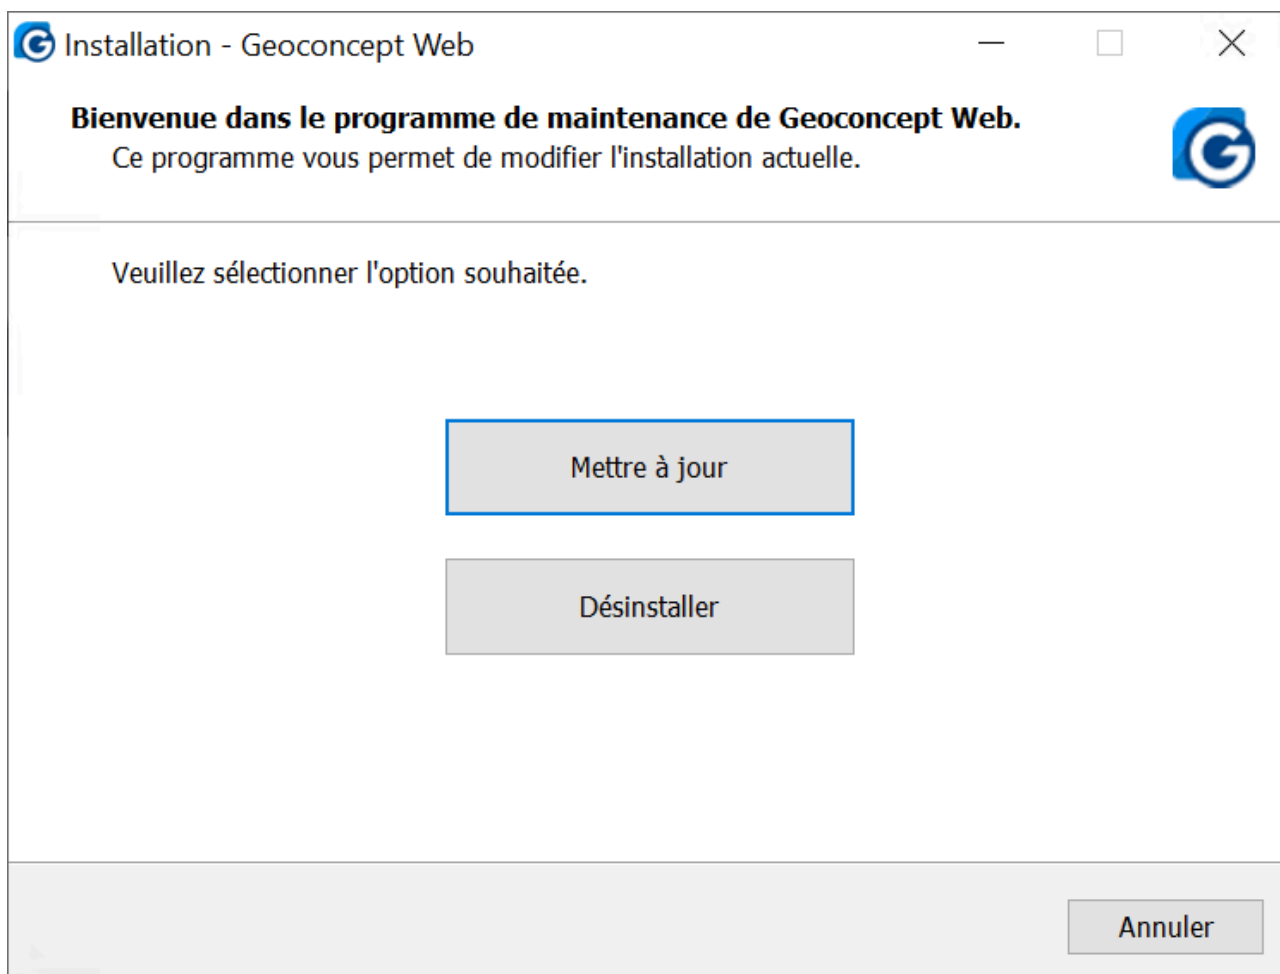 Installation - Geoconcept Web
Bienvenue dans le programme de maintenance de Geoconcept Web.
Ce programme vous permet de modifier l'installation actuelle.
Veuillez sélectionner l'option souhaitée.
Mettre à jour
Désinstaller
Annuler